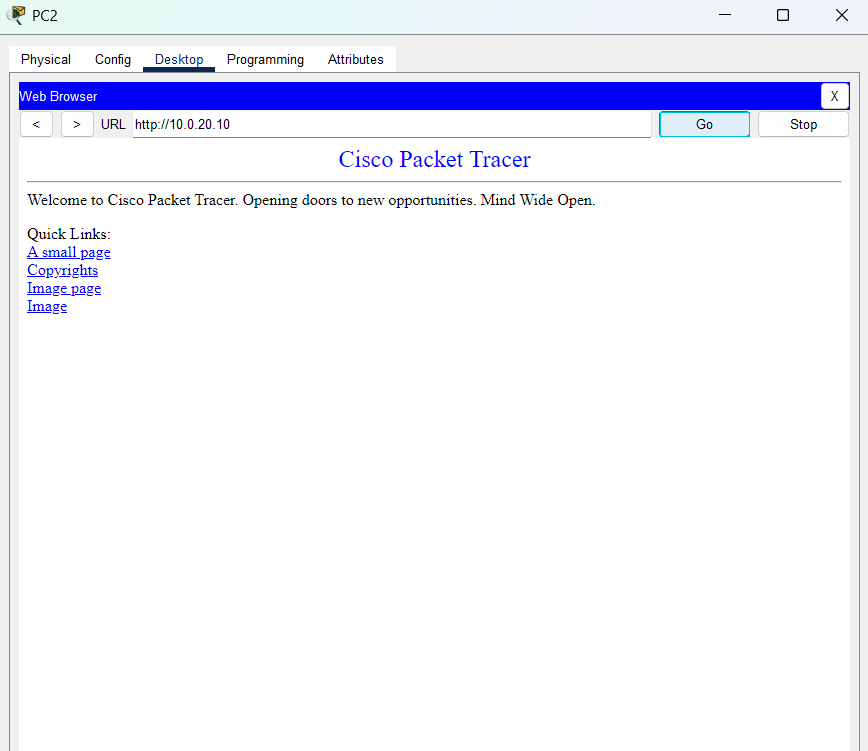 PC2
Physical Config Desktop Programming Attributes
Web Browser X
< > URL http://10.0.20.10 Go Stop
Cisco Packet Tracer
Welcome to Cisco Packet Tracer. Opening doors to new opportunities. Mind Wide Open.
Quick Links:
A small page
Copyrights
Image page
Image